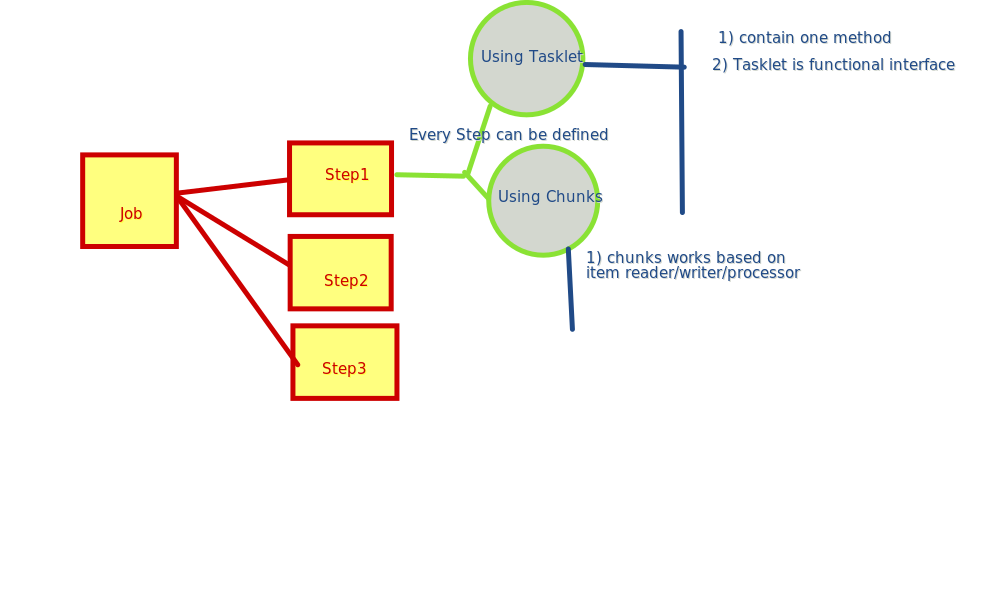 1) contain one method
Using Tasklet
2) Tasklet is functional interface
Every Step can be defined
Step1
Using Chunks
Job
1) chunks works based on
item reader/writer/processor
Step2
Step3